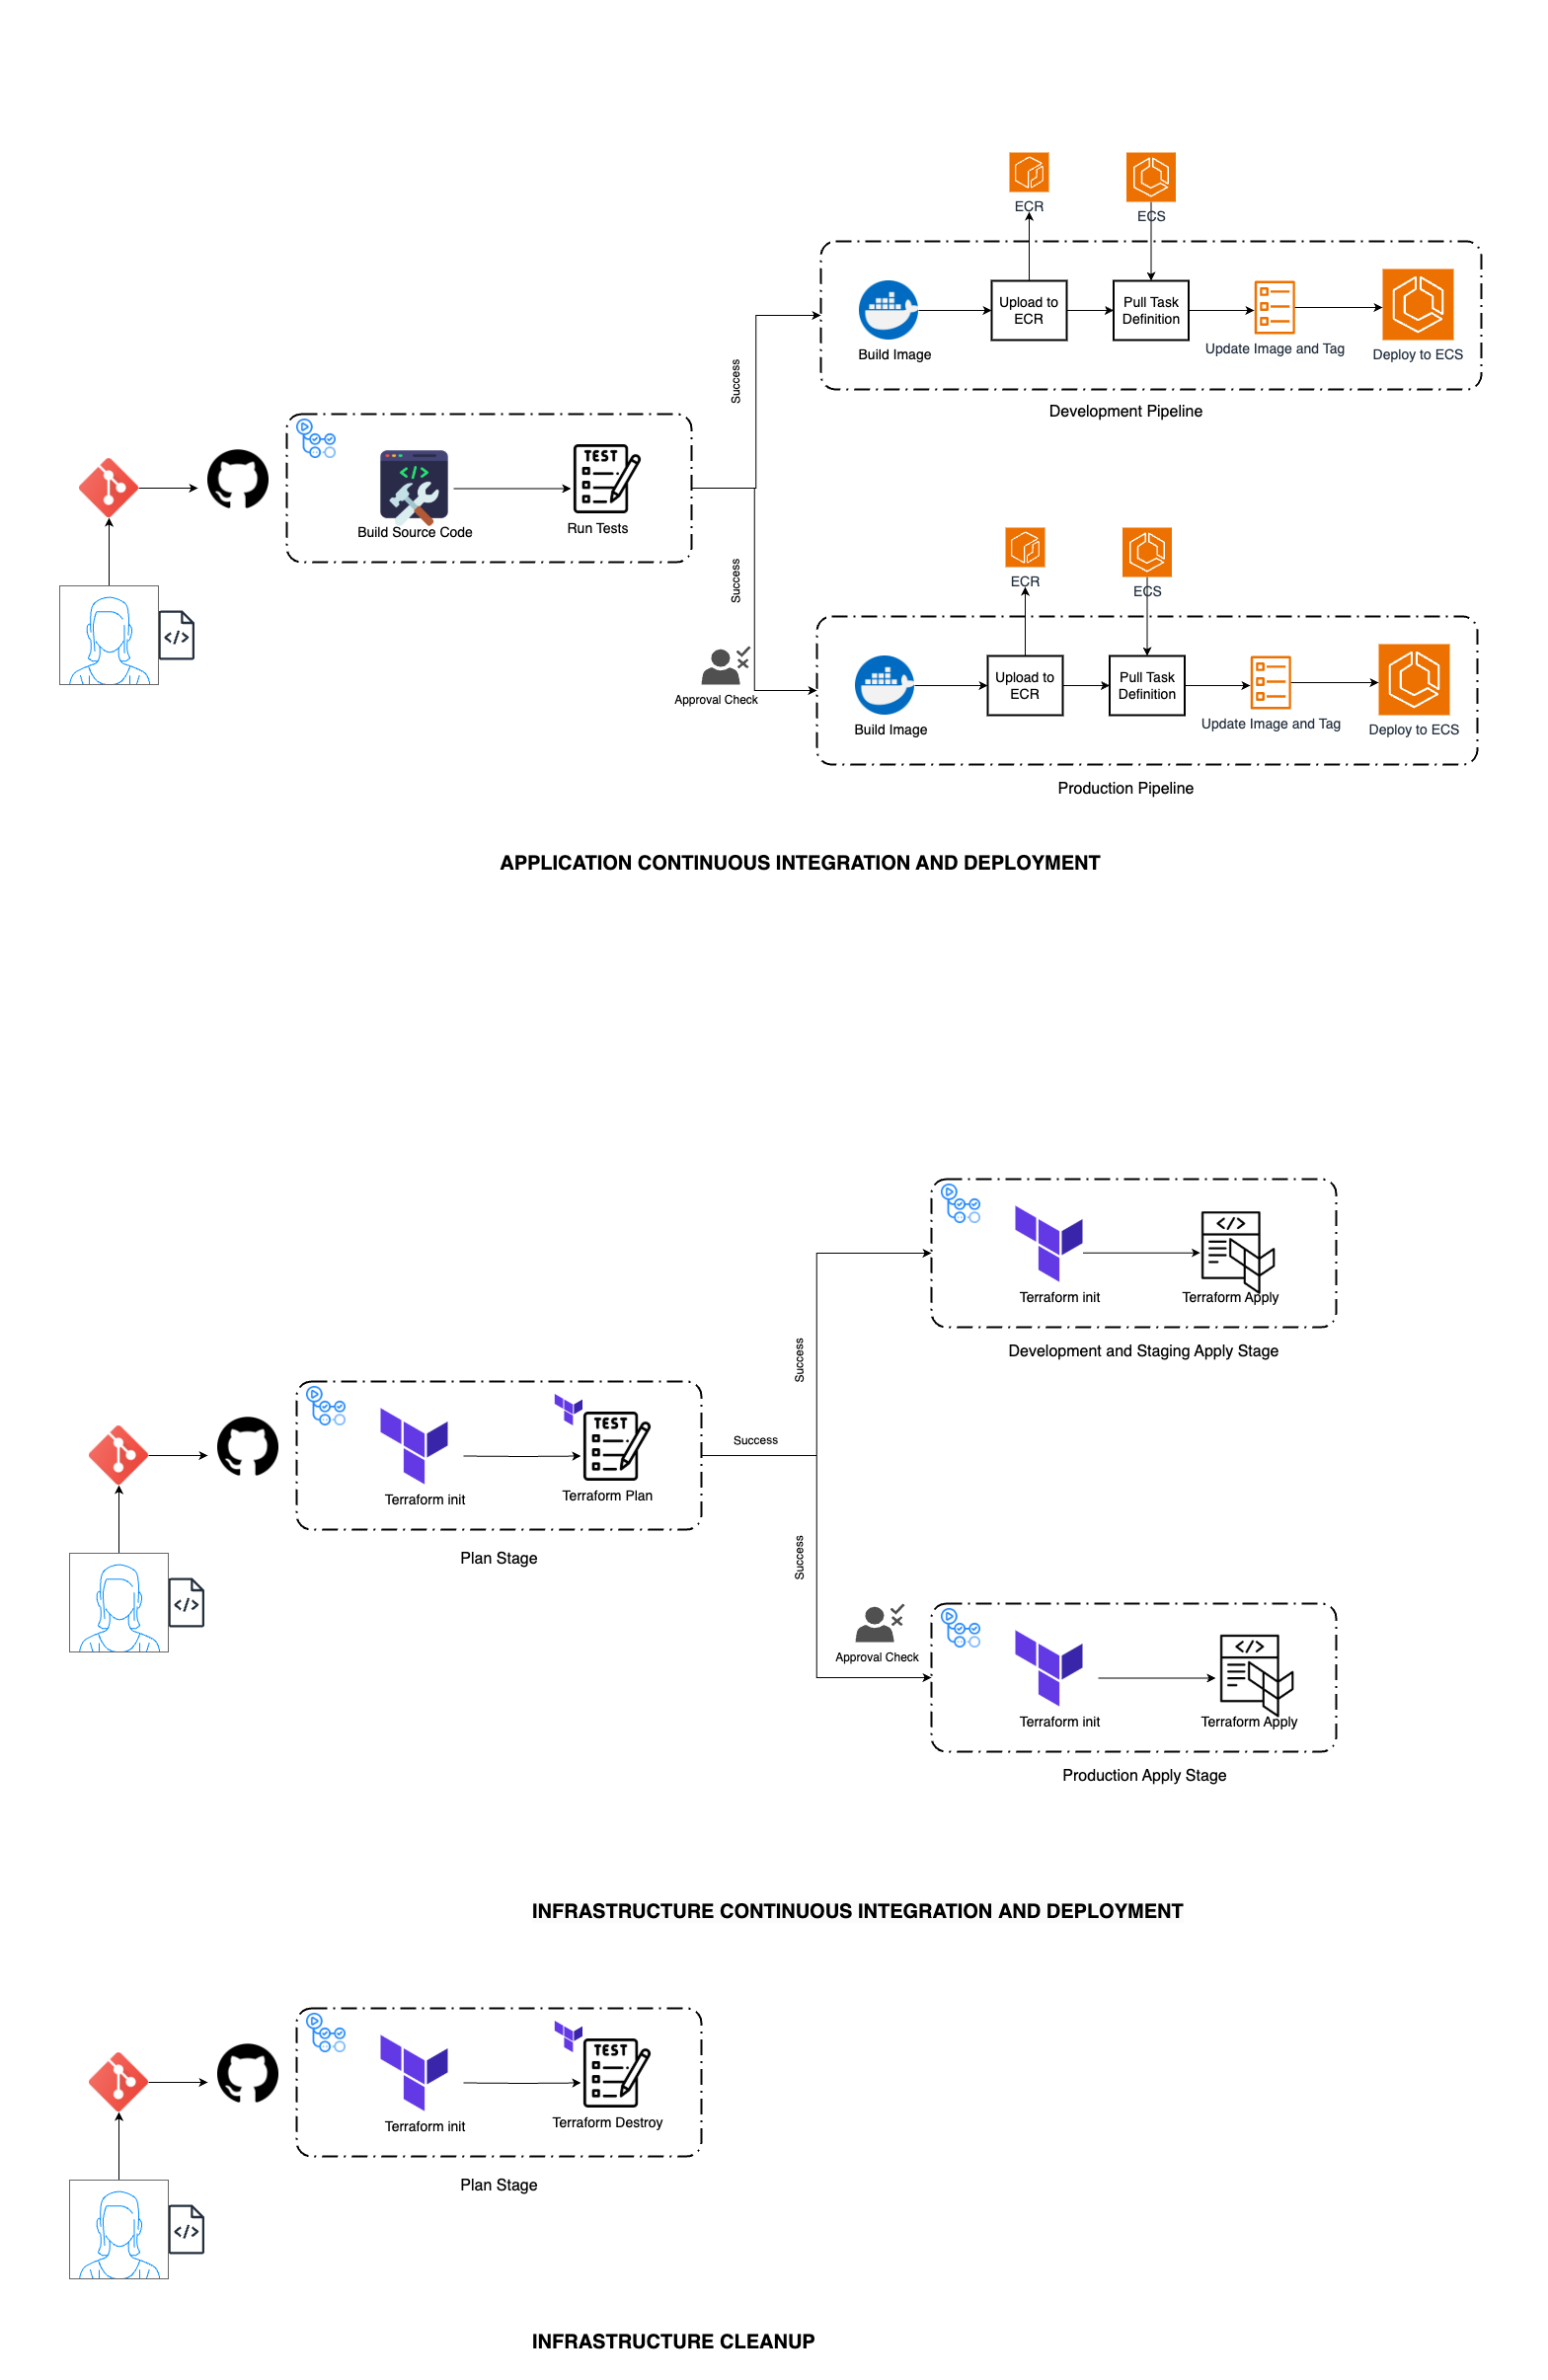 ECR
ECS
Upload to
ECR
Pull Task
Definition
Build Image
Update Image and Tag
Deploy to ECS
Development Pipeline
Success
</>
Build Source Code
TEST
Run Tests
</>
Success
Approval Check
ECR
ECS
Upload to
ECR
Pull Task
Definition
Build Image
Update Image and Tag
Deploy to ECS
Production Pipeline
APPLICATION CONTINUOUS INTEGRATION AND DEPLOYMENT
</>
Terraform init
Terraform Apply
Development and Staging Apply Stage
Success
TEST
Terraform init
Terraform Plan
Plan Stage
Success
</>
Success
Approval Check
</>
Terraform init
Terraform Apply
Production Apply Stage
INFRASTRUCTURE CONTINUOUS INTEGRATION AND DEPLOYMENT
TEST
Terraform init
Terraform Destroy
Plan Stage
</>
INFRASTRUCTURE CLEANUP